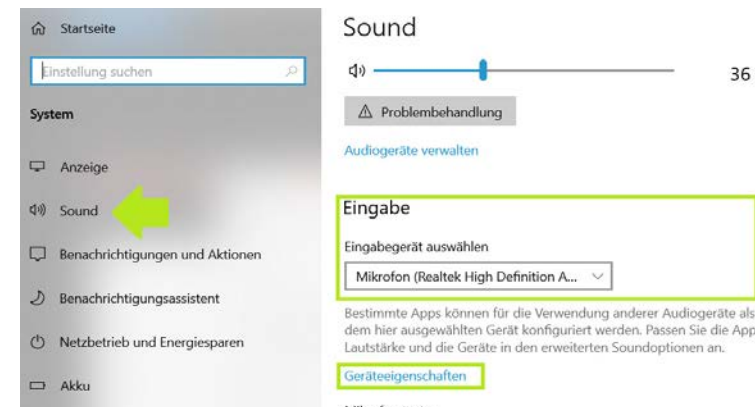 Startseite
Einstellung suchen
System
Anzeige
Sound
Benachrichtigungen und Aktionen
Benachrichtigungsassistent
Netzbetrieb und Energiesparen
Akku
Sound
36
Problembehandlung
Audiogeräte verwalten
Eingabe
Eingabegerät auswählen
Mikrofon (Realtek High Definition A...
Bestimmte Apps können für die Verwendung anderer Audiogeräte als
dem hier ausgewählten Gerät konfiguriert werden. Passen Sie die App
Lautstärke und die Geräte in den erweiterten Soundoptionen an.
Geräteeigenschaften